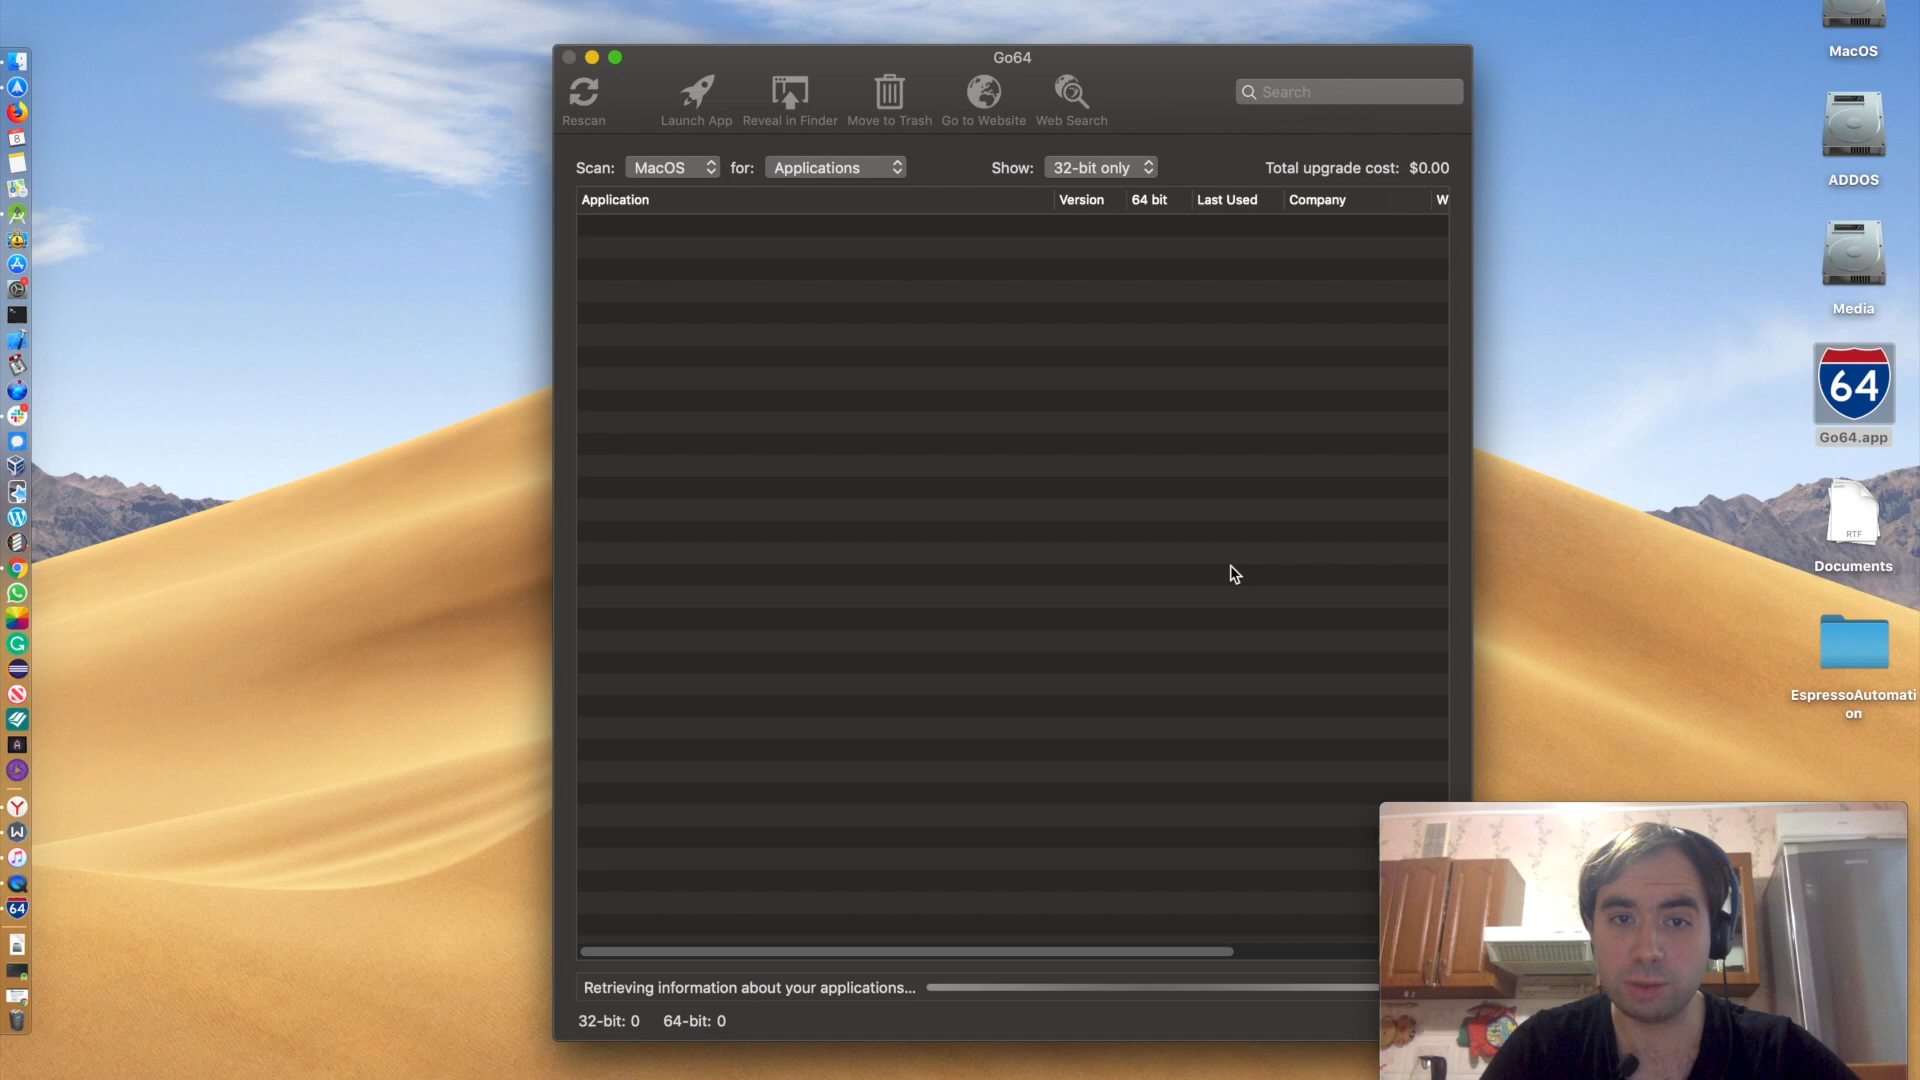 Go64
Rescan
Launch App
Reveal in Finder
Move to Trash
Go to Website
Web Search
Search
Scan: MacOS for: Applications Show: 32-bit only Total upgrade cost: $0.00
Application Version 64 bit Last Used Company W
Retrieving information about your applications...
32-bit: 0 64-bit: 0
MacOS
ADDOS
Media
64
Go64.app
RTF
Documents
EspressoAutomati
on
8
64